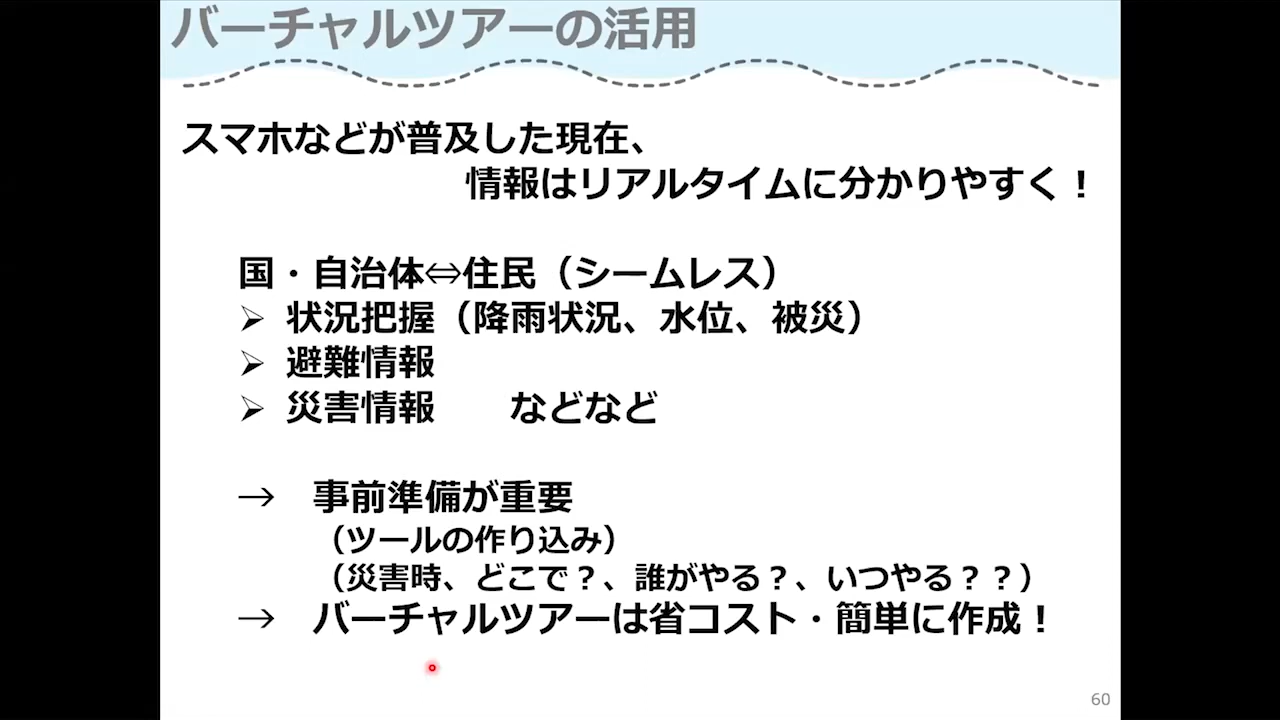 バーチャルツアーの活用
スマホなどが普及した現在、
情報はリアルタイムに分かりやすく！
国・自治体⇔住民（シームレス）
➢ 状況把握（降雨状況、水位、被災）
➢ 避難情報
➢ 災害情報　　などなど
→　事前準備が重要
（ツールの作り込み）
（災害時、どこで？、誰がやる？、いつやる？？）
→　バーチャルツアーは省コスト・簡単に作成！
60